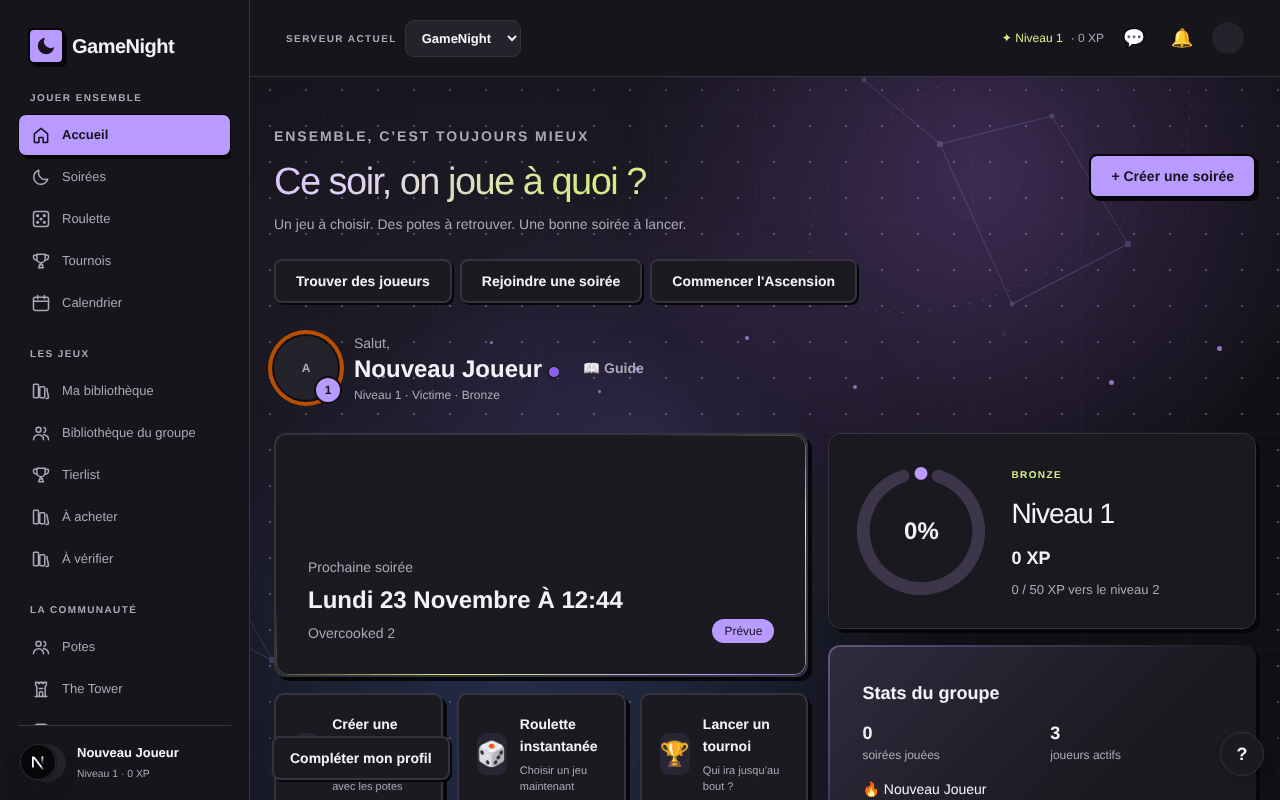 GameNight
JOUER ENSEMBLE
Accueil
Soirées
Roulette
Tournois
Calendrier
LES JEUX
Ma bibliothèque
Bibliothèque du groupe
Tierlist
À acheter
À vérifier
LA COMMUNAUTÉ
Potes
The Tower
N
Nouveau Joueur
Niveau 1 · 0 XP
SERVEUR ACTUEL
GameNight
✦ Niveau 1 · 0 XP
ENSEMBLE, C'EST TOUJOURS MIEUX
Ce soir, on joue à quoi ?
Un jeu à choisir. Des potes à retrouver. Une bonne soirée à lancer.
+ Créer une soirée
Trouver des joueurs
Rejoindre une soirée
Commencer l'Ascension
A
1
Salut,
Nouveau Joueur
📖 Guide
Niveau 1 · Victime · Bronze
Prochaine soirée
Lundi 23 Novembre À 12:44
Overcooked 2
Prévue
0%
BRONZE
Niveau 1
0 XP
0 / 50 XP vers le niveau 2
Créer une
avec les potes
Compléter mon profil
Roulette
instantanée
Choisir un jeu
maintenant
Lancer un
tournoi
Qui ira jusqu'au
bout ?
Stats du groupe
0
soirées jouées
3
joueurs actifs
🔥 Nouveau Joueur
?